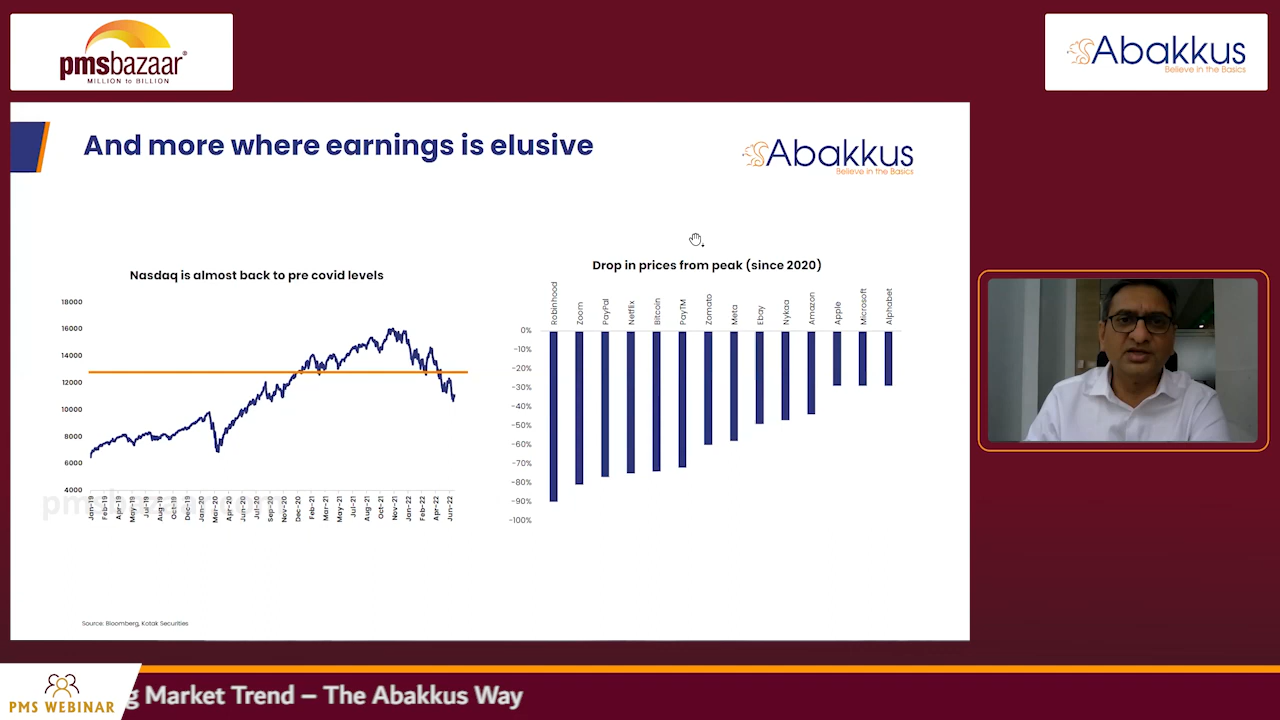 pmsbazaar®
MILLION to BILLION
Abakkus
Believe in the Basics
And more where earnings is elusive
Abakkus
Believe in the Basics
Nasdaq is almost back to pre covid levels
18000
16000
14000
12000
10000
8000
6000
4000
Jan-19
Feb-19
Apr-19
May-19
Jul-19
Aug-19
Oct-19
Nov-19
Jan-20
Mar-20
Apr-20
Jun-20
Jul-20
Sep-20
Nov-20
Dec-20
Feb-21
Mar-21
May-21
Jul-21
Aug-21
Oct-21
Nov-21
Jan-22
Feb-22
Apr-22
Jun-22
Drop in prices from peak (since 2020)
Robinhood
Zoom
PayPal
Netflix
Bitcoin
PayTM
Zomato
Meta
Ebay
Nykaa
Amazon
Apple
Microsoft
Alphabet
0%
-10%
-20%
-30%
-40%
-50%
-60%
-70%
-80%
-90%
-100%
Source: Bloomberg, Kotak Securities
PMS WEBINAR
g Market Trend – The Abakkus Way